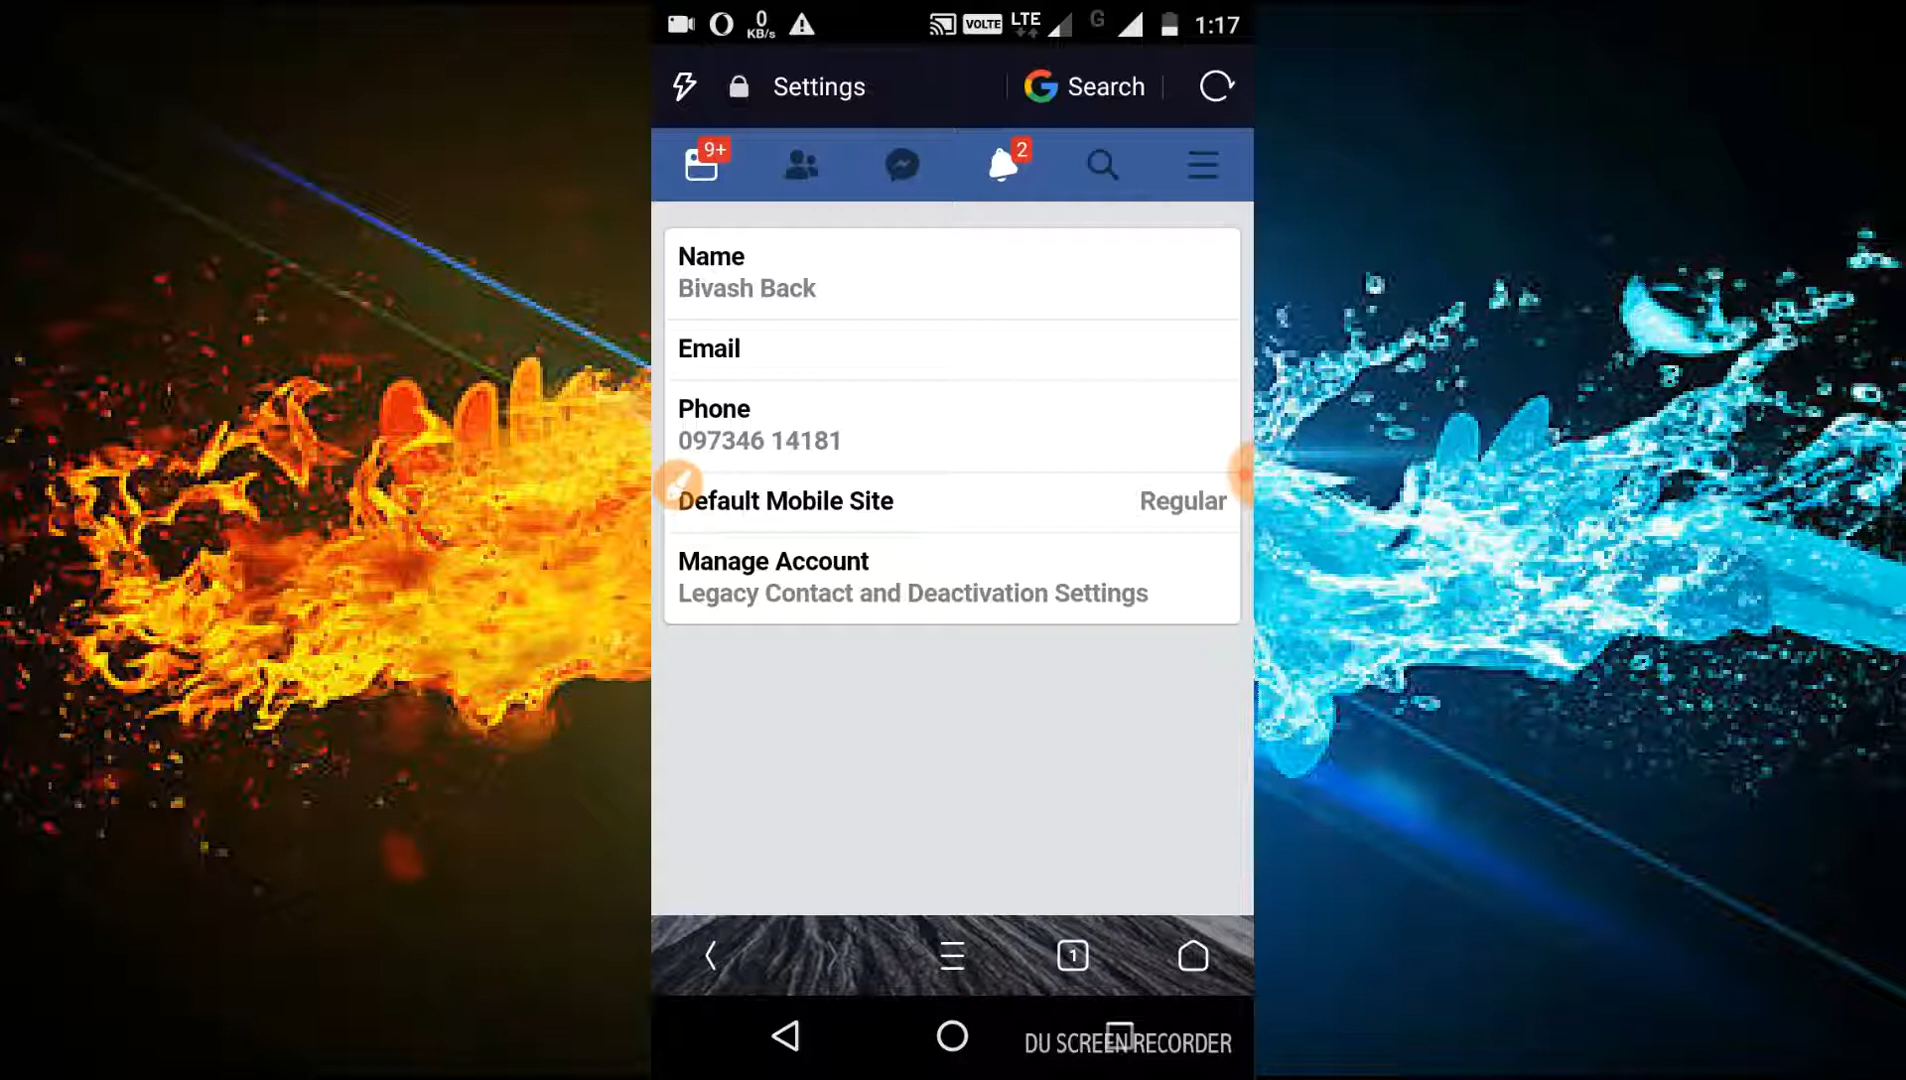 0 KB/s VOLTE LTE G 1:17
Settings G Search
9+ 2
Name
Bivash Back
Email
Phone
097346 14181
Default Mobile Site Regular
Manage Account
Legacy Contact and Deactivation Settings
1
DU SCREEN RECORDER